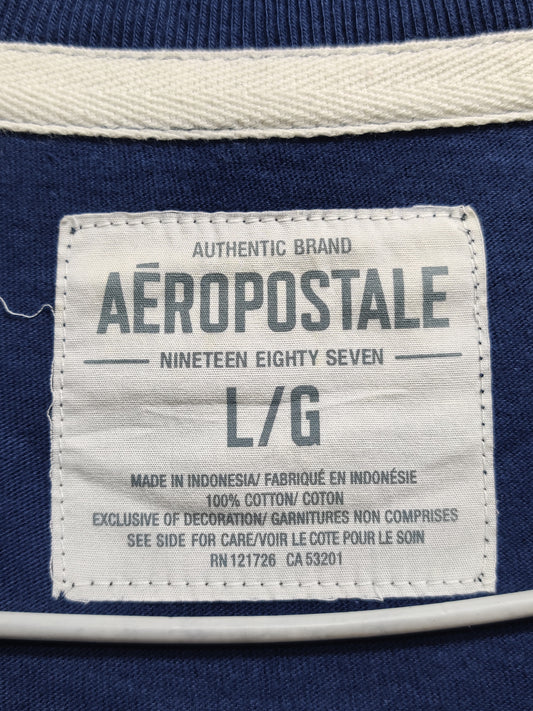 AUTHENTIC BRAND
AÉROPOSTALE
NINETEEN EIGHTY SEVEN
L/G
MADE IN INDONESIA/ FABRIQUÉ EN INDONÉSIE
100% COTTON/ COTON
EXCLUSIVE OF DECORATION/ GARNITURES NON COMPRISES
SEE SIDE FOR CARE/VOIR LE COTE POUR LE SOIN
RN 121726 CA 53201